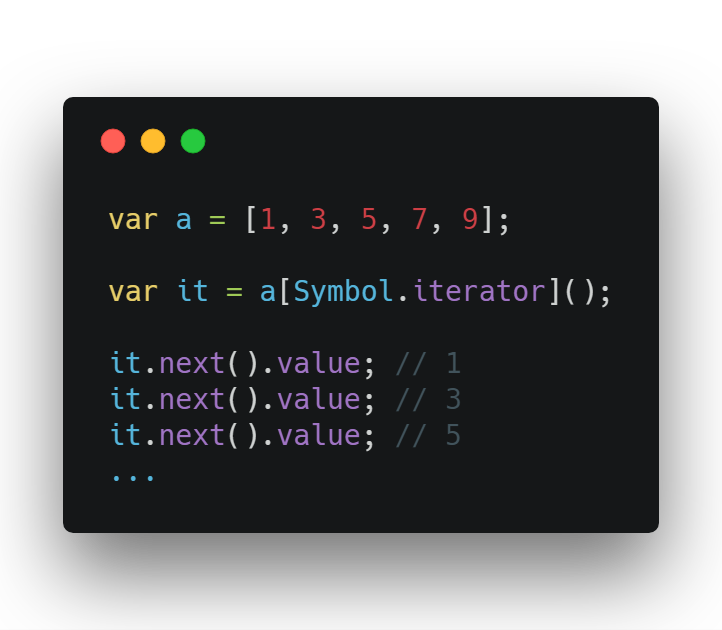 var a = [1, 3, 5, 7, 9];
var it = a[Symbol.iterator]();
it.next().value; // 1
it.next().value; // 3
it.next().value; // 5
...